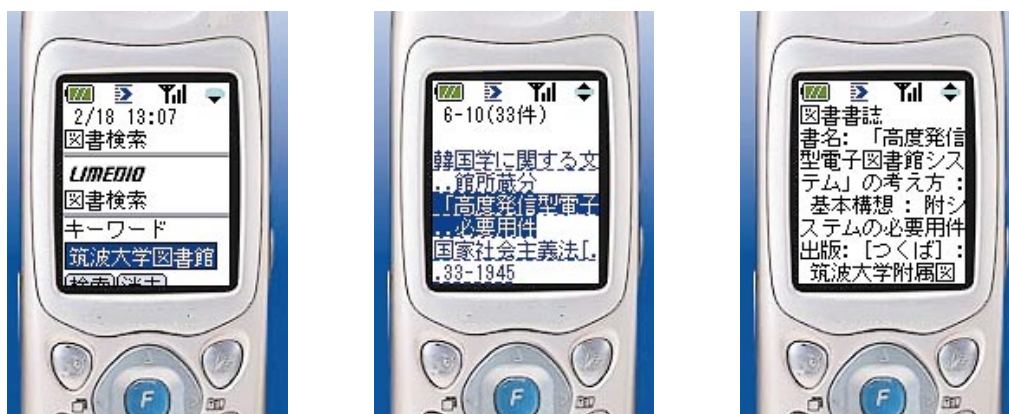 2/18 13:07
図書検索
LIMEDIO
図書検索
キーワード
筑波大学図書館
検索 消去
6-10(33件)
韓国学に関する文
..館所蔵分
「高度発信型電子
..必要用件
国家社会主義法[.
.33-1945
図書書誌
書名: 「高度発信
型電子図書館シス
テム」の考え方 :
基本構想 : 附シ
ステムの必要用件
出版: [つくば] :
筑波大学附属図
F
F
F